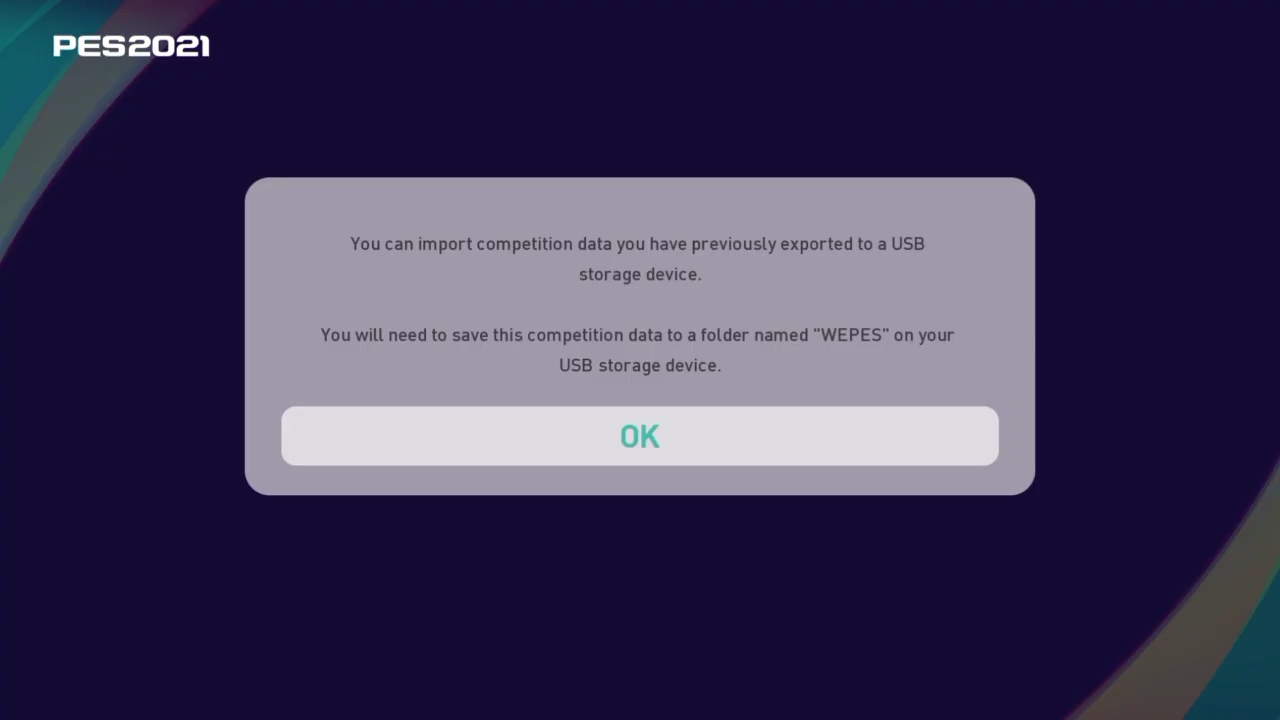 PES2021
You can import competition data you have previously exported to a USB
storage device.
You will need to save this competition data to a folder named "WEPES" on your
USB storage device.
OK